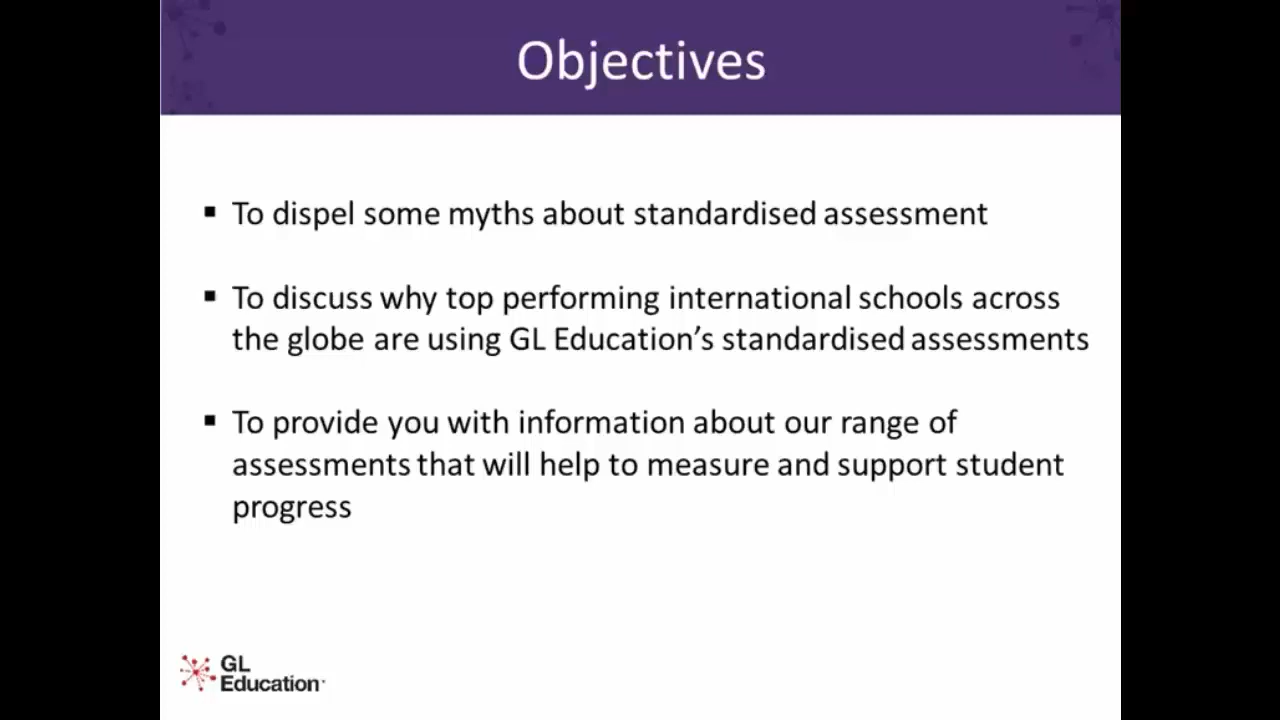 Objectives
▪ To dispel some myths about standardised assessment
▪ To discuss why top performing international schools across
the globe are using GL Education’s standardised assessments
▪ To provide you with information about our range of
assessments that will help to measure and support student
progress
GL
Education